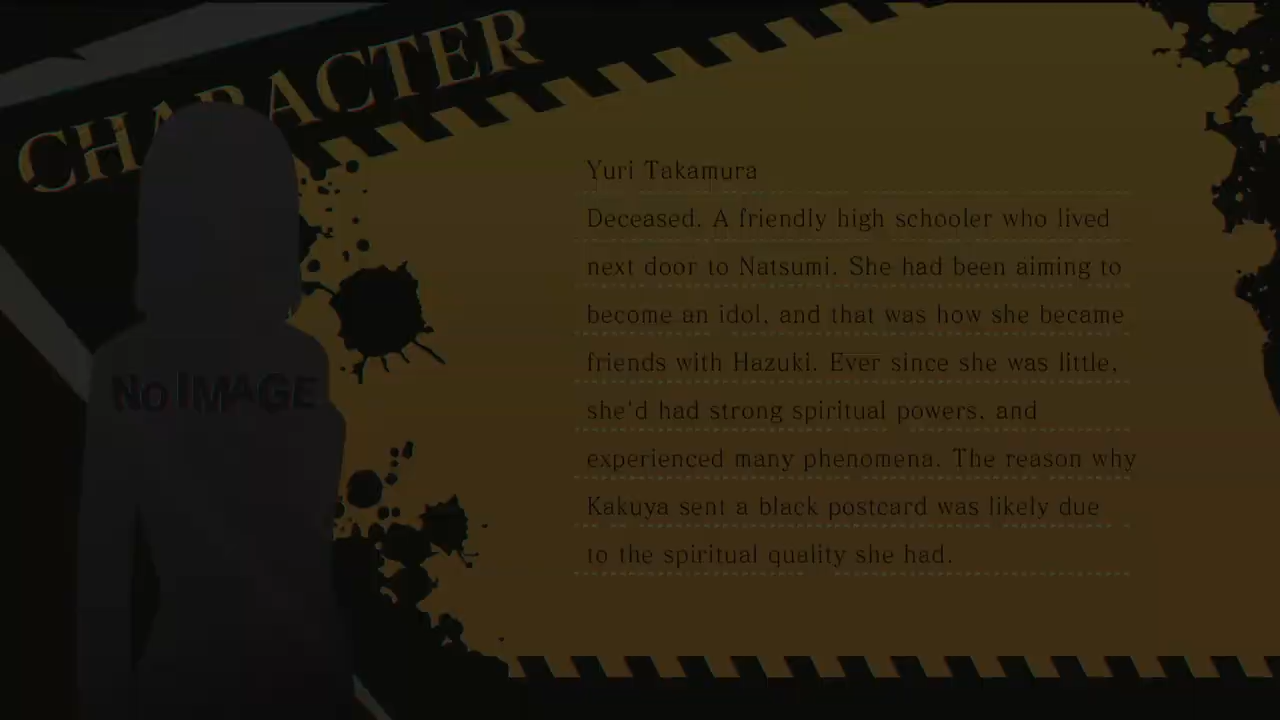 CHARACTER
Yuri Takamura
Deceased. A friendly high schooler who lived
next door to Natsumi. She had been aiming to
become an idol, and that was how she became
friends with Hazuki. Ever since she was little,
she'd had strong spiritual powers, and
experienced many phenomena. The reason why
Kakuya sent a black postcard was likely due
to the spiritual quality she had.
No IMAGE